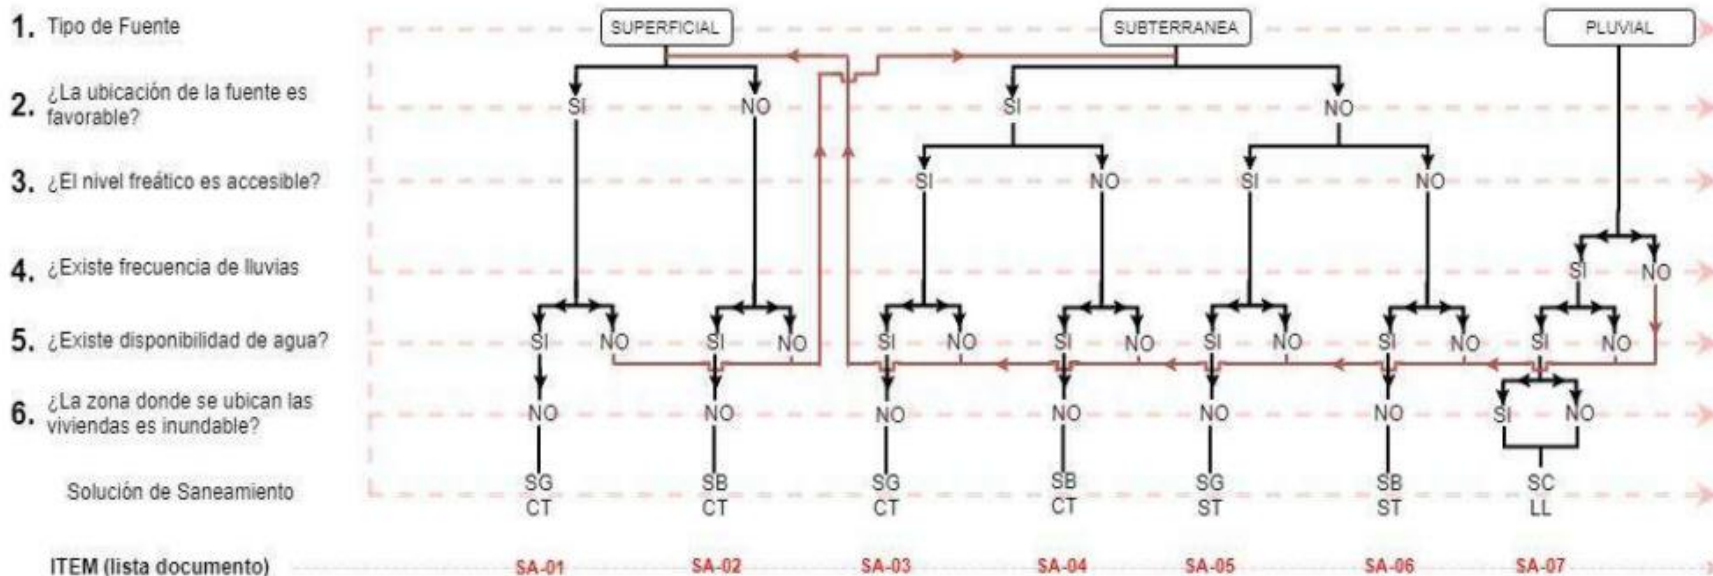 1. Tipo de Fuente SUPERFICIAL SUBTERRANEA PLUVIAL
2. ¿La ubicación de la fuente es
favorable?
SI NO SI NO
3. ¿El nivel freático es accesible? SI NO SI NO
4. ¿Existe frecuencia de lluvias SI NO
5. ¿Existe disponibilidad de agua? SI NO SI NO SI NO SI NO SI NO SI NO SI NO
6. ¿La zona donde se ubican las
viviendas es inundable?
NO NO NO NO NO NO SI NO
Solución de Saneamiento
SG SB SG SB SG SB SC
CT CT CT CT ST ST LL
ITEM (lista documento) SA-01 SA-02 SA-03 SA-04 SA-05 SA-06 SA-07